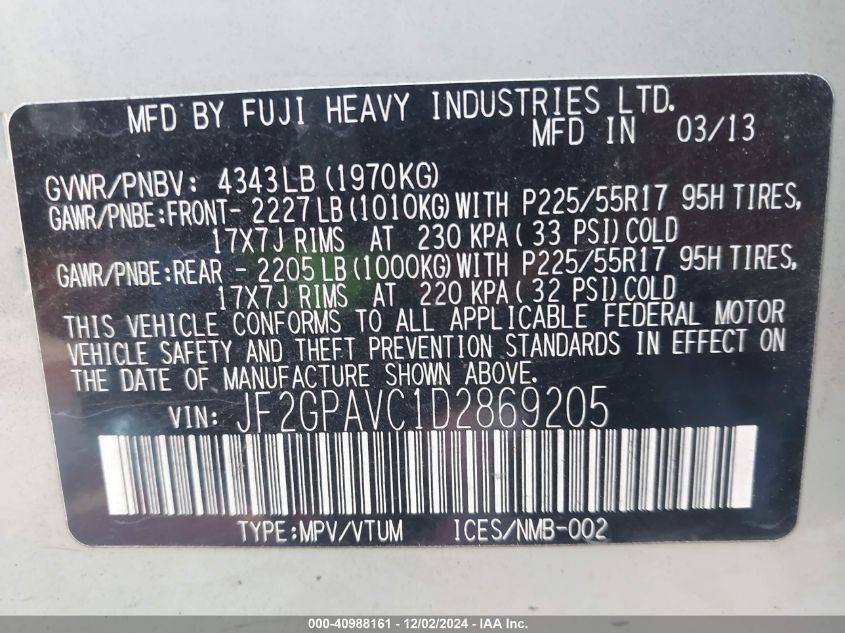 MFD BY FUJI HEAVY INDUSTRIES LTD.
MFD IN 03/13
GVWR/PNBV: 4343LB (1970KG)
GAWR/PNBE:FRONT- 2227LB (1010KG) WITH P225/55R17 95H TIRES,
17X7J RIMS AT 230 KPA ( 33 PSI) COLD
GAWR/PNBE:REAR - 2205LB (1000KG) WITH P225/55R17 95H TIRES,
17X7J RIMS AT 220 KPA ( 32 PSI) COLD
THIS VEHICLE CONFORMS TO ALL APPLICABLE FEDERAL MOTOR
VEHICLE SAFETY AND THEFT PREVENTION STANDARDS IN EFFECT ON
THE DATE OF MANUFACTURE SHOWN ABOVE.
VIN: JF2GPAVC1D2869205
TYPE:MPV/VTUM ICES/NMB-002
000-40988161 - 12/02/2024 - IAA Inc.